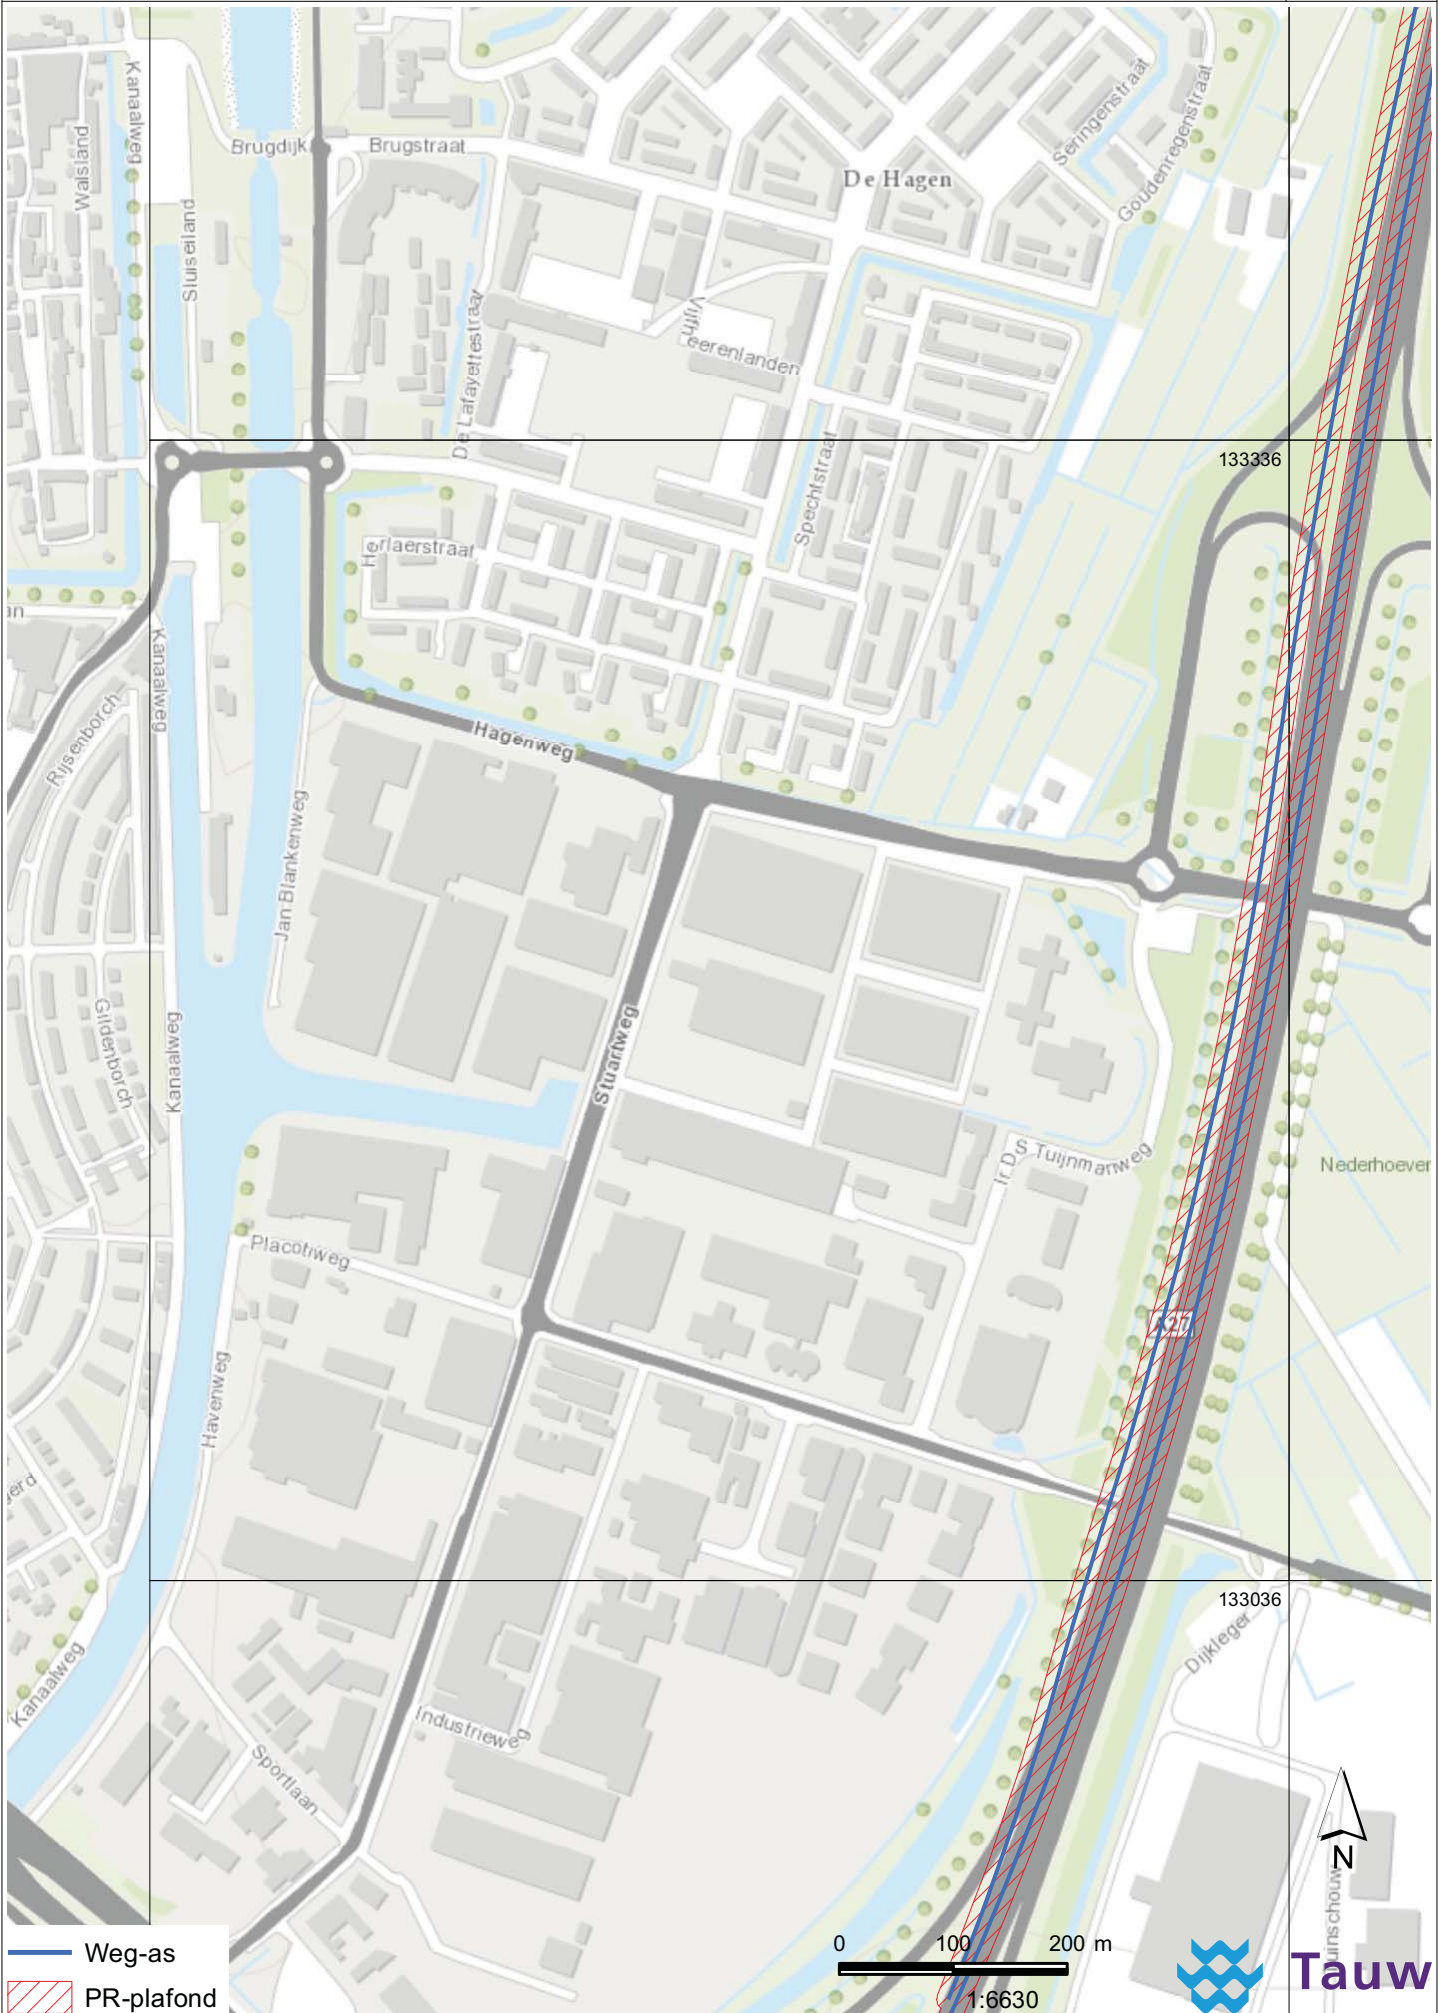 Kanaalweg
Walsland
Sluiseiland
Brugdijk
Brugstraat
De Hagen
Seringenstraat
Goudenregenstraat
De Lafayettestraat
Vijfheerenlanden
Spechtstraat
133336
Herlaerstraat
Kanaalweg
Rijsenborch
Hagenweg
Jan Blankenweg
Gildenborch
Kanaalweg
Stuartweg
Ir. D.S. Tuijnmanweg
Nederhoeven
Placotiweg
A27
Havenweg
133036
Dijkleger
Kanaalweg
Industrieweg
Sportlaan
N
Weg-as
PR-plafond
0 100 200 m
1:6630
Tauw